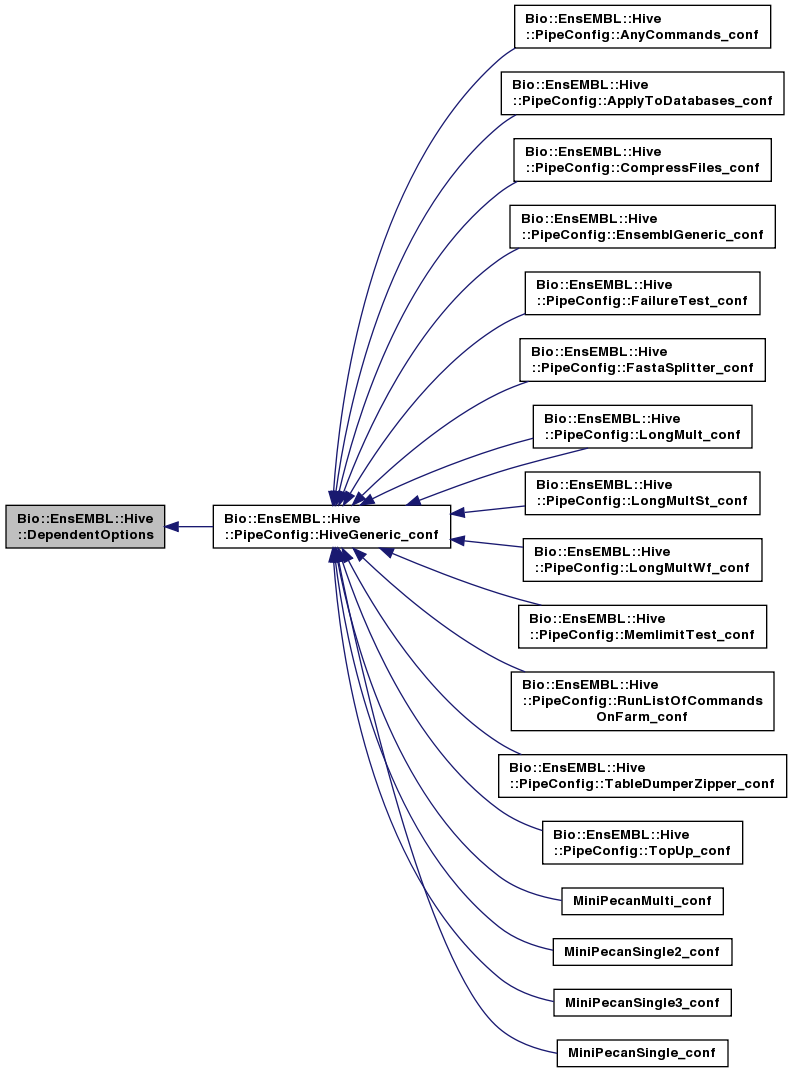 Bio::EnsEMBL::Hive
::PipeConfig::AnyCommands_conf
Bio::EnsEMBL::Hive
::PipeConfig::ApplyToDatabases_conf
Bio::EnsEMBL::Hive
::PipeConfig::CompressFiles_conf
Bio::EnsEMBL::Hive
::PipeConfig::EnsemblGeneric_conf
Bio::EnsEMBL::Hive
::PipeConfig::FailureTest_conf
Bio::EnsEMBL::Hive
::PipeConfig::FastaSplitter_conf
Bio::EnsEMBL::Hive
::PipeConfig::LongMult_conf
Bio::EnsEMBL::Hive
::PipeConfig::LongMultSt_conf
Bio::EnsEMBL::Hive
::DependentOptions
Bio::EnsEMBL::Hive
::PipeConfig::HiveGeneric_conf
Bio::EnsEMBL::Hive
::PipeConfig::LongMultWf_conf
Bio::EnsEMBL::Hive
::PipeConfig::MemlimitTest_conf
Bio::EnsEMBL::Hive
::PipeConfig::RunListOfCommands
OnFarm_conf
Bio::EnsEMBL::Hive
::PipeConfig::TableDumperZipper_conf
Bio::EnsEMBL::Hive
::PipeConfig::TopUp_conf
MiniPecanMulti_conf
MiniPecanSingle2_conf
MiniPecanSingle3_conf
MiniPecanSingle_conf